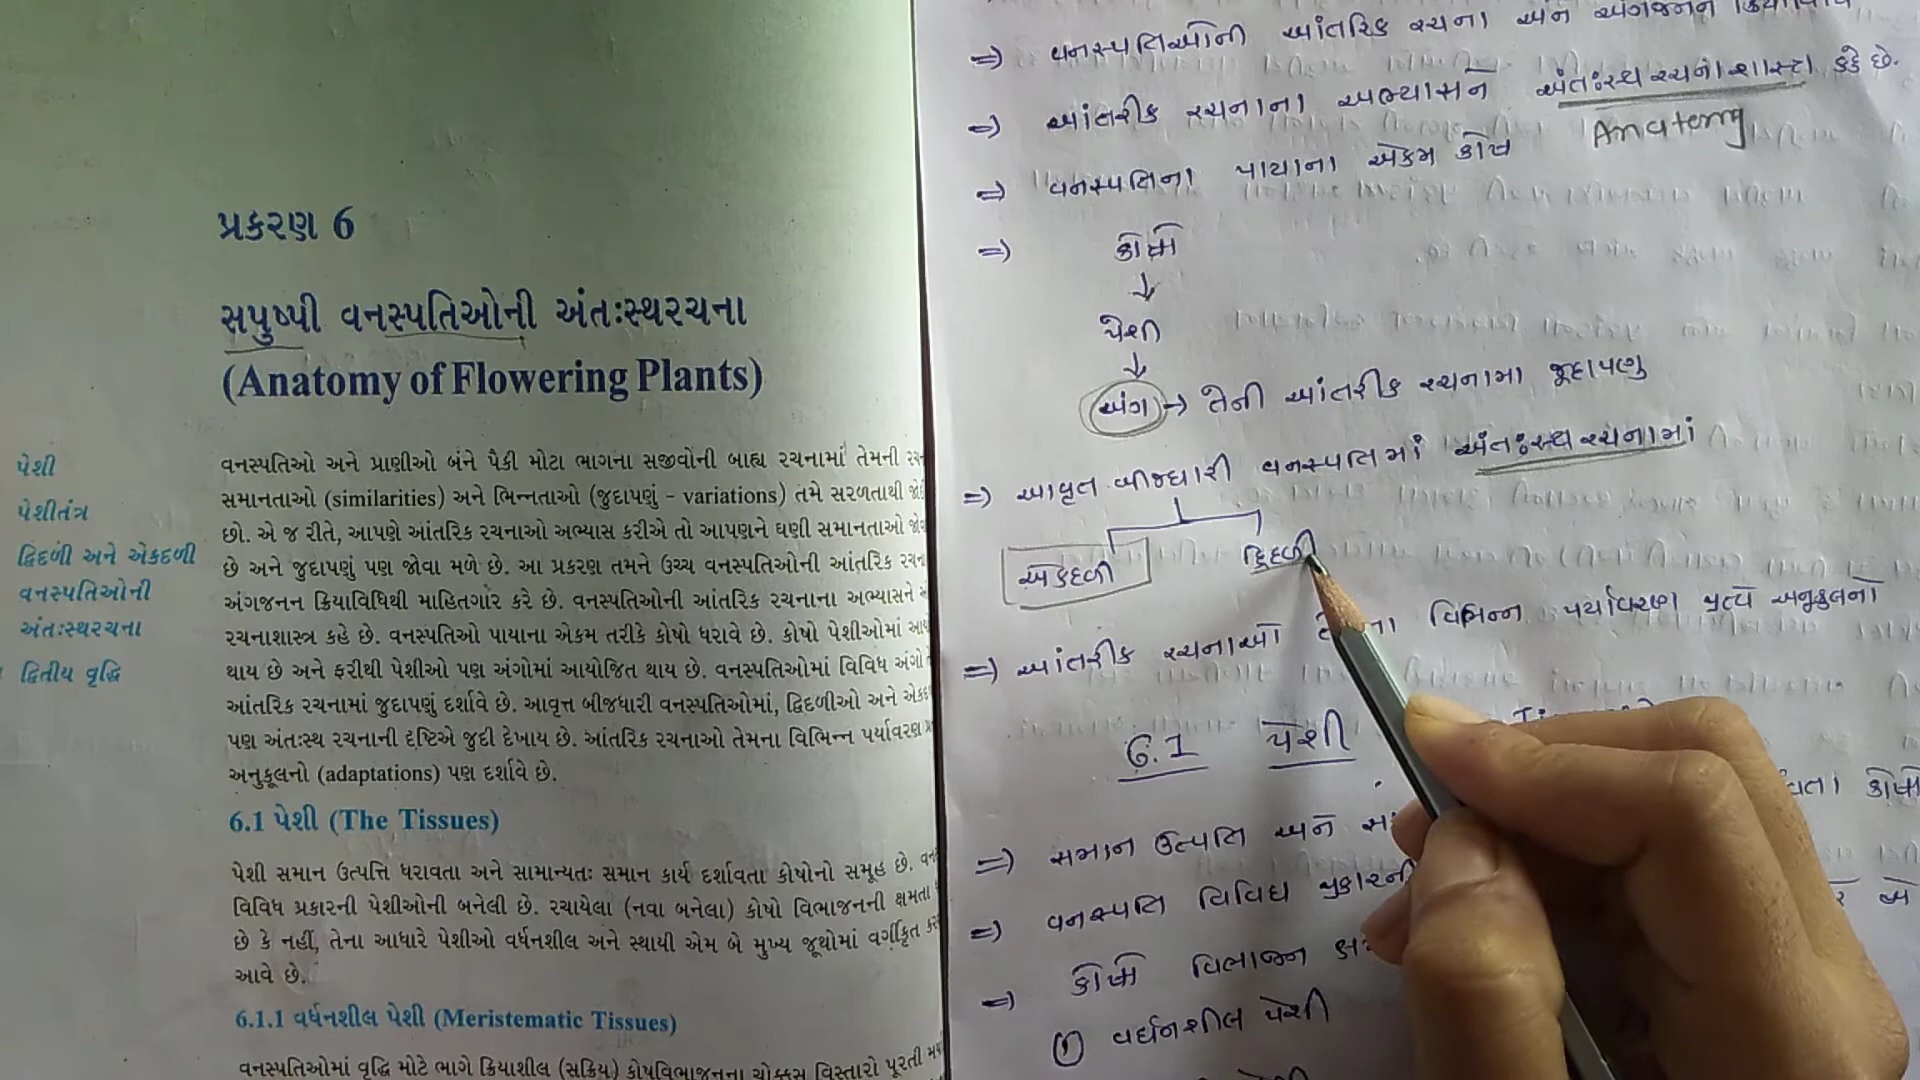 પ્રકરણ 6
સપુષ્પી વનસ્પતિઓની અંતઃસ્થરચના
(Anatomy of Flowering Plants)
પેશી
પેશીતંત્ર
દ્વિદળી અને એકદળી
વનસ્પતિઓની
અંતઃસ્થરચના
દ્વિતીય વૃદ્ધિ
વનસ્પતિઓ અને પ્રાણીઓ બંને પૈકી મોટા ભાગના સજીવોની બાહ્ય રચનામાં તેમની
સમાનતાઓ (similarities) અને ભિન્નતાઓ (જુદાપણું - variations) તમે સરળતાથી
છો. એ જ રીતે, આપણે આંતરિક રચનાઓ અભ્યાસ કરીએ તો આપણને ઘણી સમાનતાઓ
છે અને જુદાપણું પણ જોવા મળે છે. આ પ્રકરણ તમને ઉચ્ચ વનસ્પતિઓની આંતરિક
અંગજનન ક્રિયાવિધિથી માહિતગાર કરે છે. વનસ્પતિઓની આંતરિક રચનાના અભ્યાસને
રચનાશાસ્ત્ર કહે છે. વનસ્પતિઓ પાયાના એકમ તરીકે કોષો ધરાવે છે. કોષો પેશીઓમાં
થાય છે અને ફરીથી પેશીઓ પણ અંગોમાં આયોજિત થાય છે. વનસ્પતિઓમાં વિવિધ અંગો
આંતરિક રચનામાં જુદાપણું દર્શાવે છે. આવૃત્ત બીજધારી વનસ્પતિઓમાં, દ્વિદળીઓ અને
પણ અંતઃસ્થ રચનાની દૃષ્ટિએ જુદી દેખાય છે. આંતરિક રચનાઓ તેમના વિભિન્ન પર્યાવરણ
અનુકૂલનો (adaptations) પણ દર્શાવે છે.
6.1 પેશી (The Tissues)
પેશી સમાન ઉત્પત્તિ ધરાવતા અને સામાન્યતઃ સમાન કાર્ય દર્શાવતા કોષોનો સમૂહ છે.
વિવિધ પ્રકારની પેશીઓની બનેલી છે. રચાયેલાં (નવા બનેલા) કોષો વિભાજનની ક્ષમતા
છે કે નહીં, તેના આધારે પેશીઓ વર્ધનશીલ અને સ્થાયી એમ બે મુખ્ય જૂથોમાં વર્ગીકૃત
આવે છે.
6.1.1 વર્ધનશીલ પેશી (Meristematic Tissues)
વનસ્પતિઓમાં વૃદ્ધિ મોટે ભાગે ક્રિયાશીલ (સક્રિય) કોષવિભાજનના ચોક્કસ વિસ્તારો પૂરતી
=) વનસ્પતિઓની આંતરિક રચના અને અંગજનન
=) આંતરીક રચનાના અભ્યાસને અંતઃસ્થ રચનાશાસ્ત્ર કહે છે.
Anatomy
=) વનસ્પતિના પાયાના એકમ કોષ
=) કોષો
↓
પેશી
↓
અંગ → તેની આંતરીક રચનામા જૂદાપણુ
=) આવૃત બીજધારી વનસ્પતિમાં અંતઃસ્થ રચનામાં
એકદળી દ્વિદળી
=) આંતરીક રચનાઓ વિભિન્ન પર્યાવરણ પ્રત્યે અનુકુલનો
6.1 પેશી
=) સમાન ઉત્પતિ અને કોષો
=) વનસ્પતિ વિવિધ પ્રકારની
=) કોષો વિભાજન
(1) વર્ધનશીલ પેશી